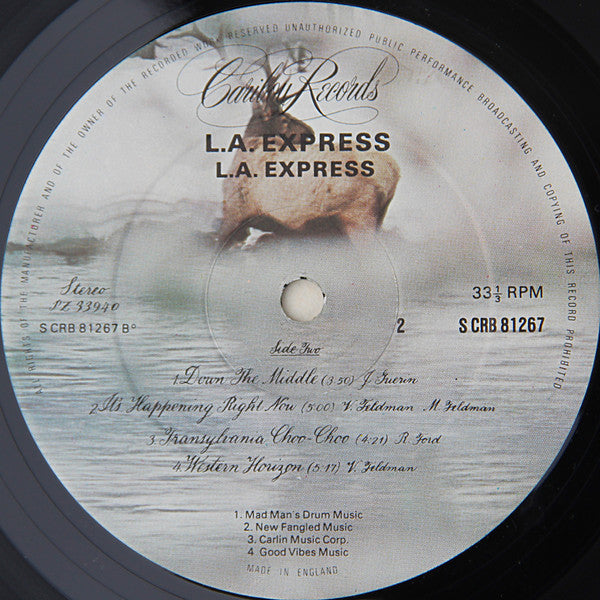 ALL RIGHTS OF THE MANUFACTURER AND OF THE OWNER OF THE RECORDED WORK RESERVED UNAUTHORIZED PUBLIC PERFORMANCE BROADCASTING AND COPYING OF THIS RECORD PROHIBITED
Caribou Records
L.A. EXPRESS
L.A. EXPRESS
Stereo
PZ 33940
S CRB 81267 B°
33⅓ RPM
2 S CRB 81267
Side Two
1. Down The Middle (3:50) J. Guerin
2. It's Happening Right Now (5:00) V. Feldman - M. Feldman
3. Transylvania Choo-Choo (4:21) R. Ford
4. Western Horizon (5:17) V. Feldman
1. Mad Man's Drum Music
2. New Fangled Music
3. Carlin Music Corp.
4. Good Vibes Music
MADE IN ENGLAND